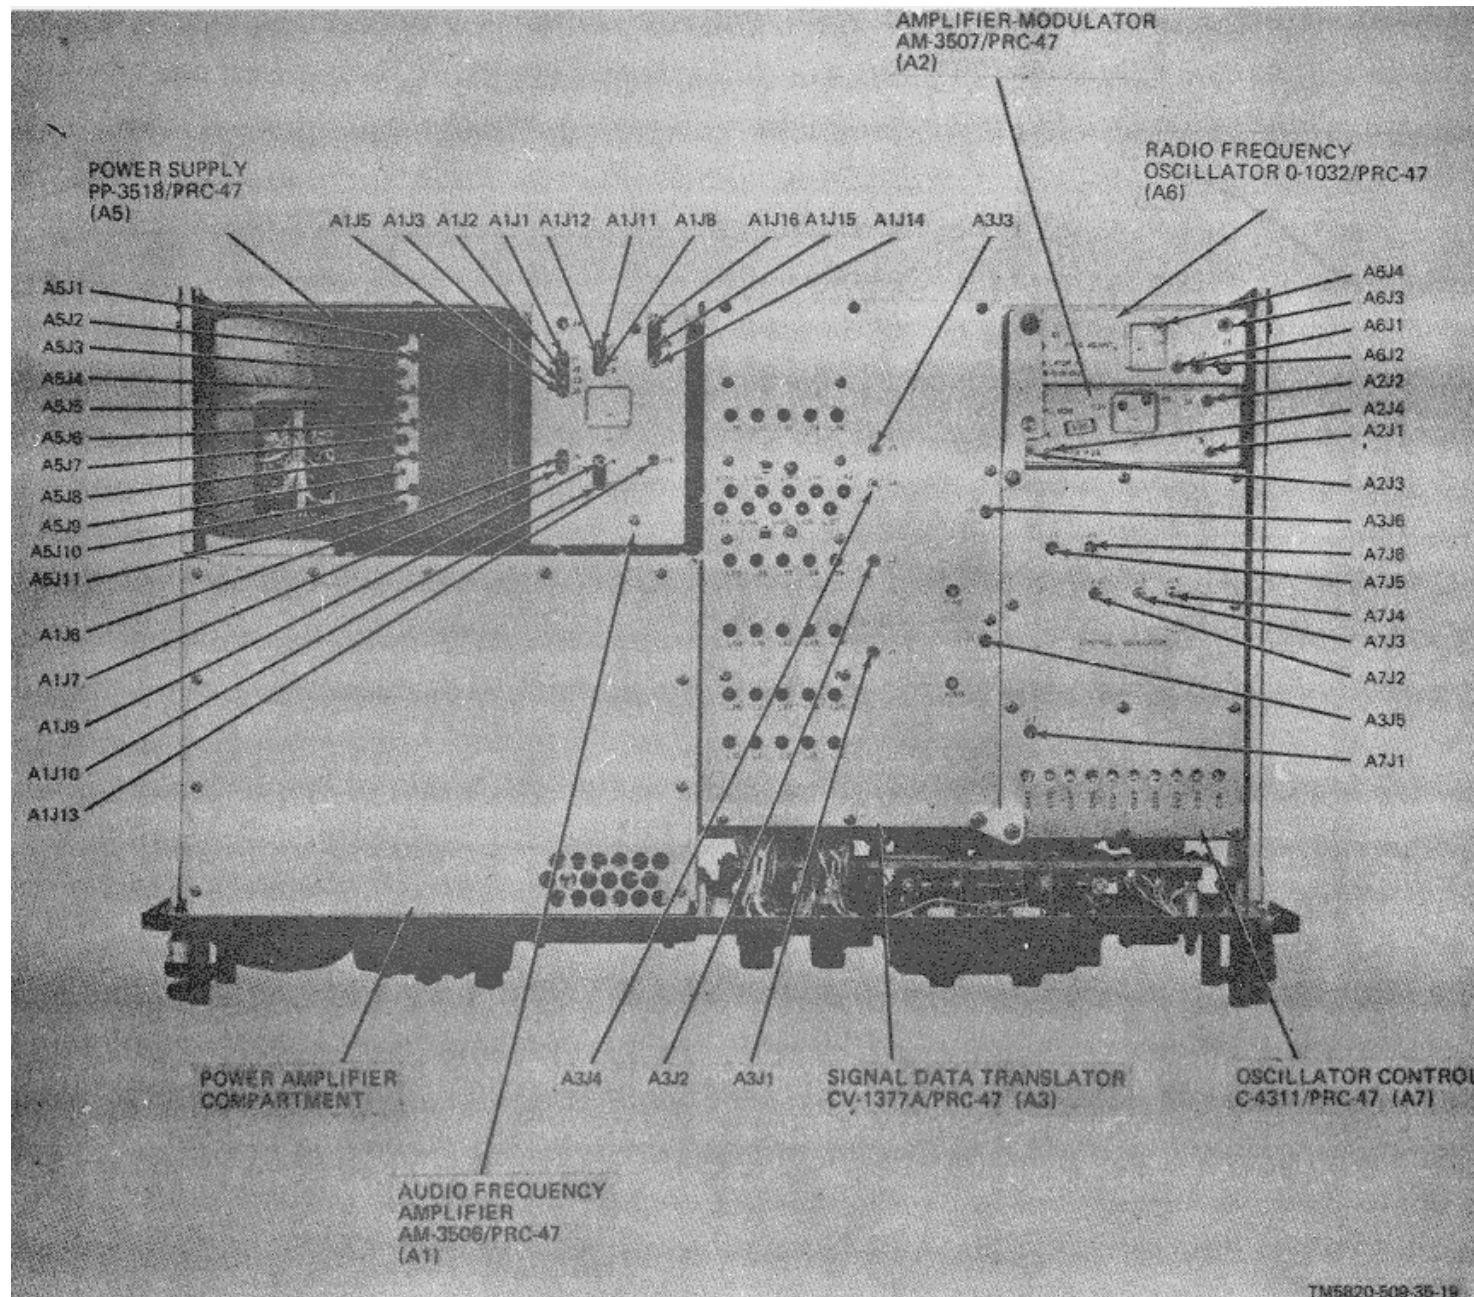 AMPLIFIER-MODULATOR
AM-3507/PRC-47
(A2)
POWER SUPPLY
PP-3518/PRC-47
(A5)
RADIO FREQUENCY
OSCILLATOR 0-1032/PRC-47
(A6)
A1J5 A1J3 A1J2 A1J1 A1J12 A1J11 A1J8 A1J16 A1J15 A1J14 A3J3
A5J1
A5J2
A5J3
A5J4
A5J5
A5J6
A5J7
A5J8
A5J9
A5J10
A5J11
A1J6
A1J7
A1J9
A1J10
A1J13
A6J4
A6J3
A6J1
A6J2
A2J2
A2J4
A2J1
A2J3
A3J6
A7J6
A7J5
A7J4
A7J3
A7J2
A3J5
A7J1
POWER AMPLIFIER
COMPARTMENT
A3J4 A3J2 A3J1
SIGNAL DATA TRANSLATOR
CV-1377A/PRC-47 (A3)
OSCILLATOR CONTROL
C-4311/PRC-47 (A7)
AUDIO FREQUENCY
AMPLIFIER
AM-3506/PRC-47
(A1)
TM5820-509-35-19